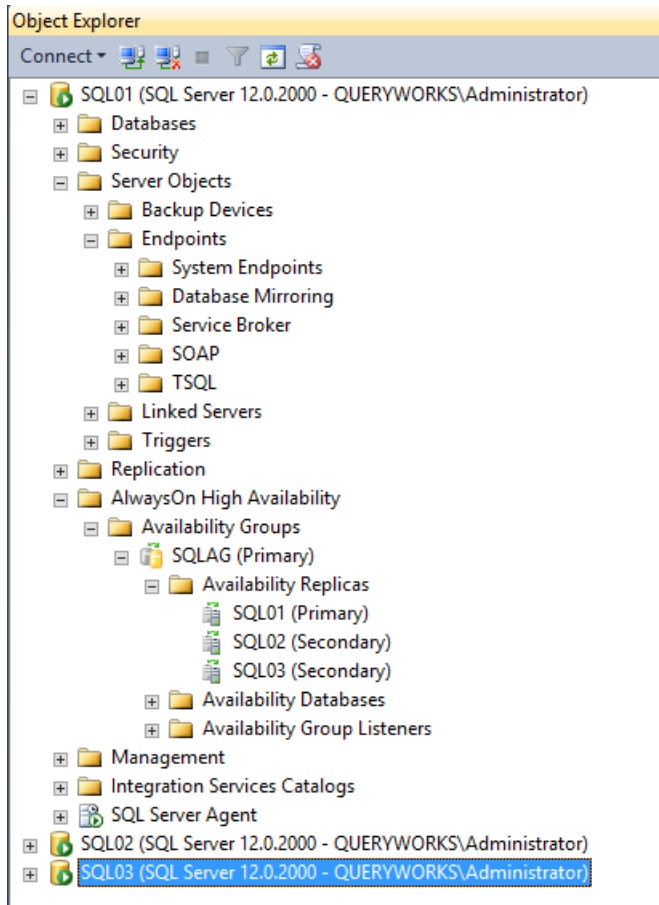 Object Explorer
Connect
SQL01 (SQL Server 12.0.2000 - QUERYWORKS\Administrator)
Databases
Security
Server Objects
Backup Devices
Endpoints
System Endpoints
Database Mirroring
Service Broker
SOAP
TSQL
Linked Servers
Triggers
Replication
AlwaysOn High Availability
Availability Groups
SQLAG (Primary)
Availability Replicas
SQL01 (Primary)
SQL02 (Secondary)
SQL03 (Secondary)
Availability Databases
Availability Group Listeners
Management
Integration Services Catalogs
SQL Server Agent
SQL02 (SQL Server 12.0.2000 - QUERYWORKS\Administrator)
SQL03 (SQL Server 12.0.2000 - QUERYWORKS\Administrator)